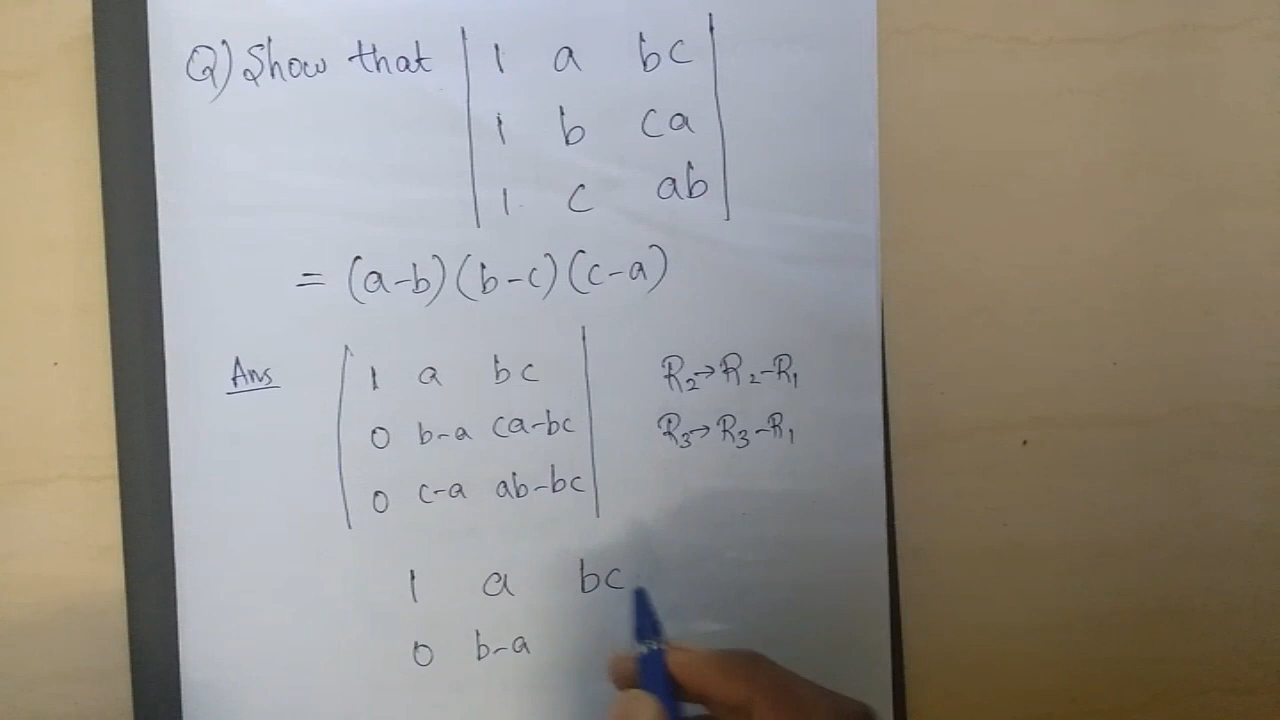 Q) Show that | 1 a bc |
| 1 b ca |
| 1 c ab |
= (a-b)(b-c)(c-a)
Ans | 1 a bc | R₂→R₂-R₁
| 0 b-a ca-bc | R₃→R₃-R₁
| 0 c-a ab-bc |
1 a bc
0 b-a